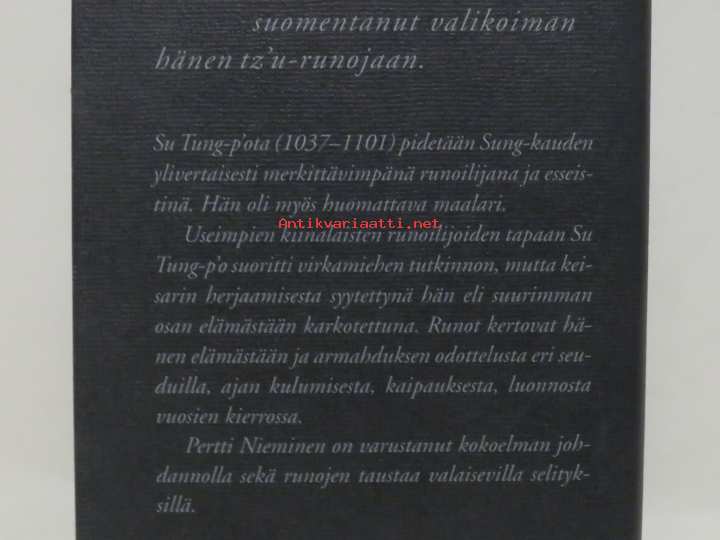 suomentanut valikoiman
hänen tz'u-runojaan.
Su Tung-p'ota (1037–1101) pidetään Sung-kauden
ylivertaisesti merkittävimpänä runoilijana ja esseis-
tinä. Hän oli myös huomattava maalari.
Antikvariaatti.net
Useimpien kiinalaisten runoilijoiden tapaan Su
Tung-p'o suoritti virkamiehen tutkinnon, mutta kei-
sarin herjaamisesta syytettynä hän eli suurimman
osan elämästään karkotettuna. Runot kertovat hä-
nen elämästään ja armahduksen odottelusta eri seu-
duilla, ajan kulumisesta, kaipauksesta, luonnosta
vuosien kierrossa.
Pertti Nieminen on varustanut kokoelman joh-
dannolla sekä runojen taustaa valaisevilla selityk-
sillä.